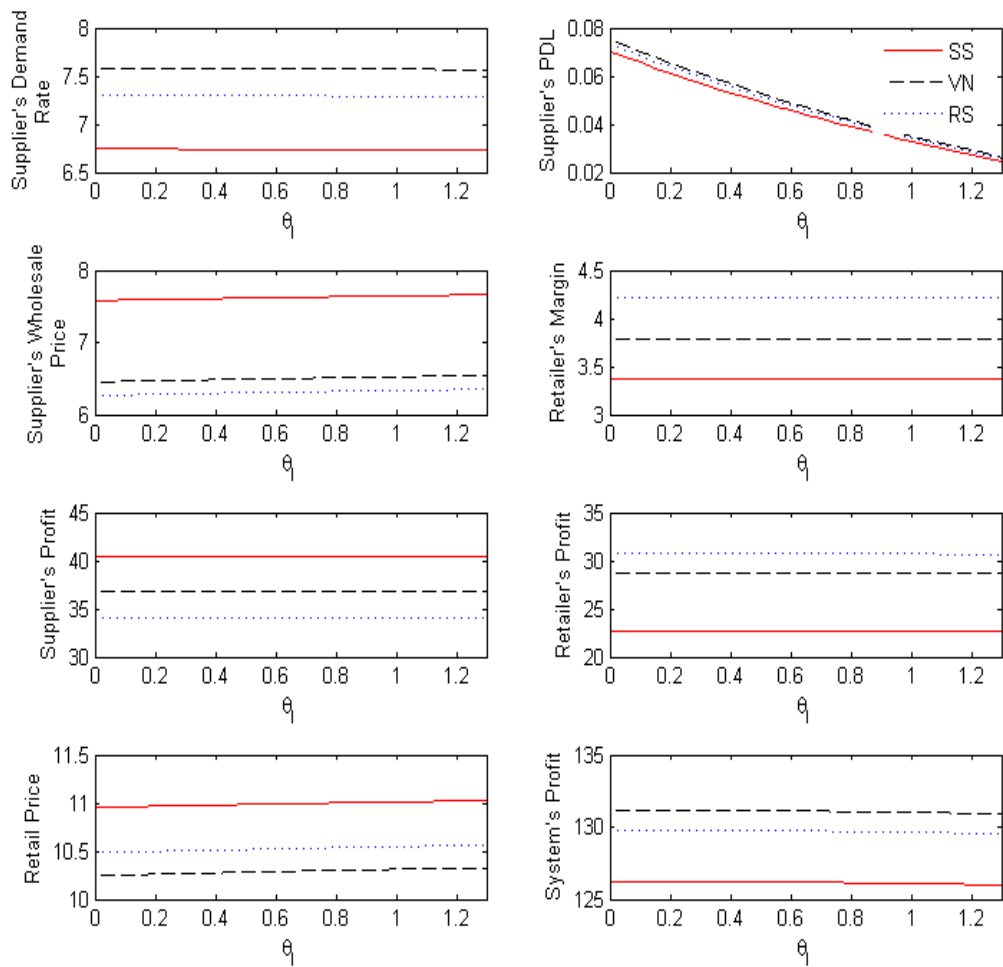 8
7.5
7
6.5
0 0.2 0.4 0.6 0.8 1 1.2
θl
Supplier's Demand
Rate
0.08
0.06
0.04
0.02
0 0.2 0.4 0.6 0.8 1 1.2
θl
Supplier's PDL
SS
VN
RS
8
7
6
0 0.2 0.4 0.6 0.8 1 1.2
θl
Supplier's Wholesale
Price
4.5
4
3.5
3
0 0.2 0.4 0.6 0.8 1 1.2
θl
Retailer's Margin
45
40
35
30
0 0.2 0.4 0.6 0.8 1 1.2
θl
Supplier's Profit
35
30
25
20
0 0.2 0.4 0.6 0.8 1 1.2
θl
Retailer's Profit
11.5
11
10.5
10
0 0.2 0.4 0.6 0.8 1 1.2
θl
Retail Price
135
130
125
0 0.2 0.4 0.6 0.8 1 1.2
θl
System's Profit